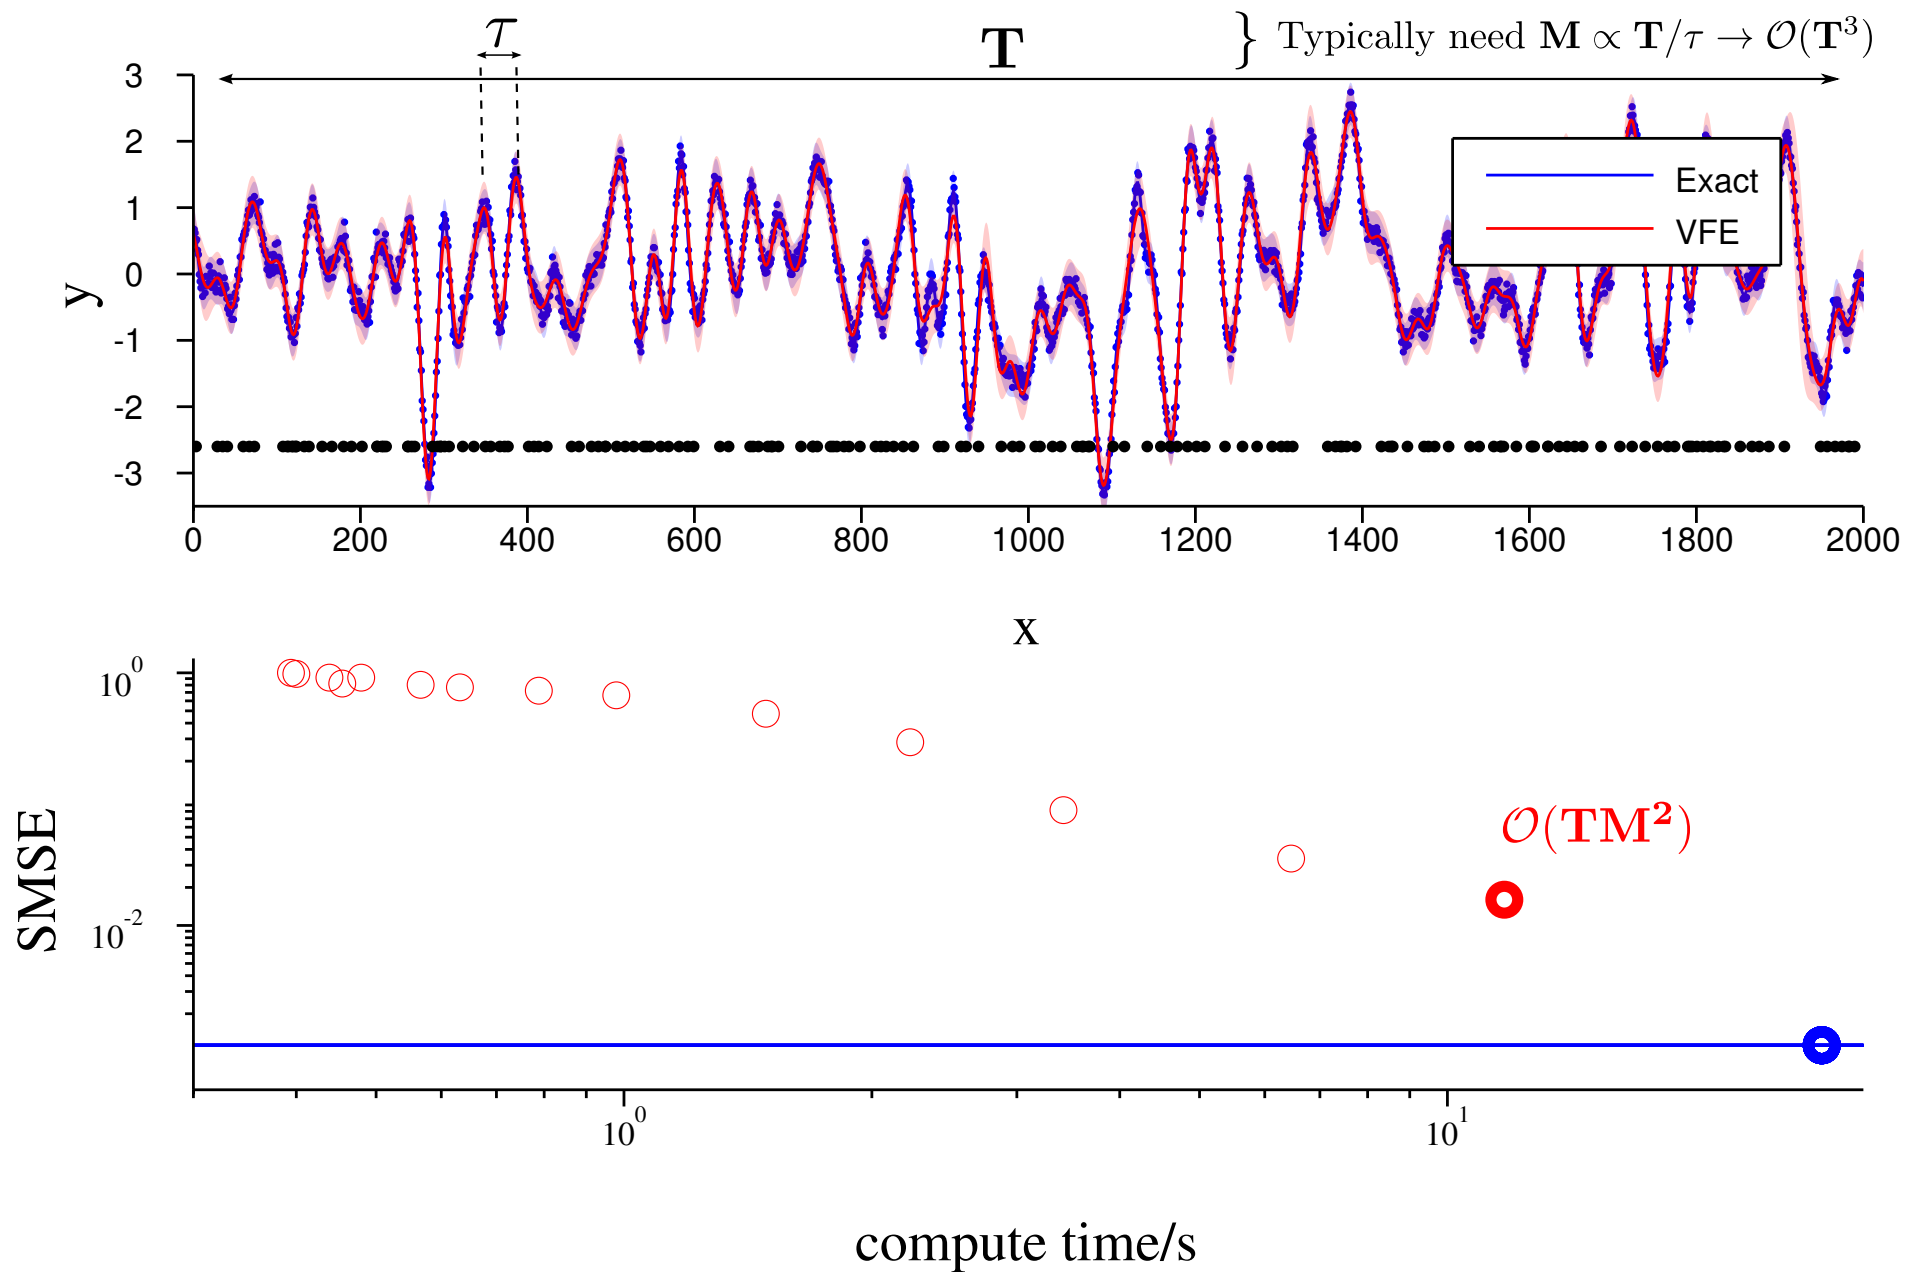 τ
T
} Typically need M ∝ T/τ → 𝒪(T³)
3
2
1
0
-1
-2
-3
y
Exact
VFE
0 200 400 600 800 1000 1200 1400 1600 1800 2000
x
10⁰
10⁻²
SMSE
𝒪(TM²)
10⁰ 10¹
compute time/s